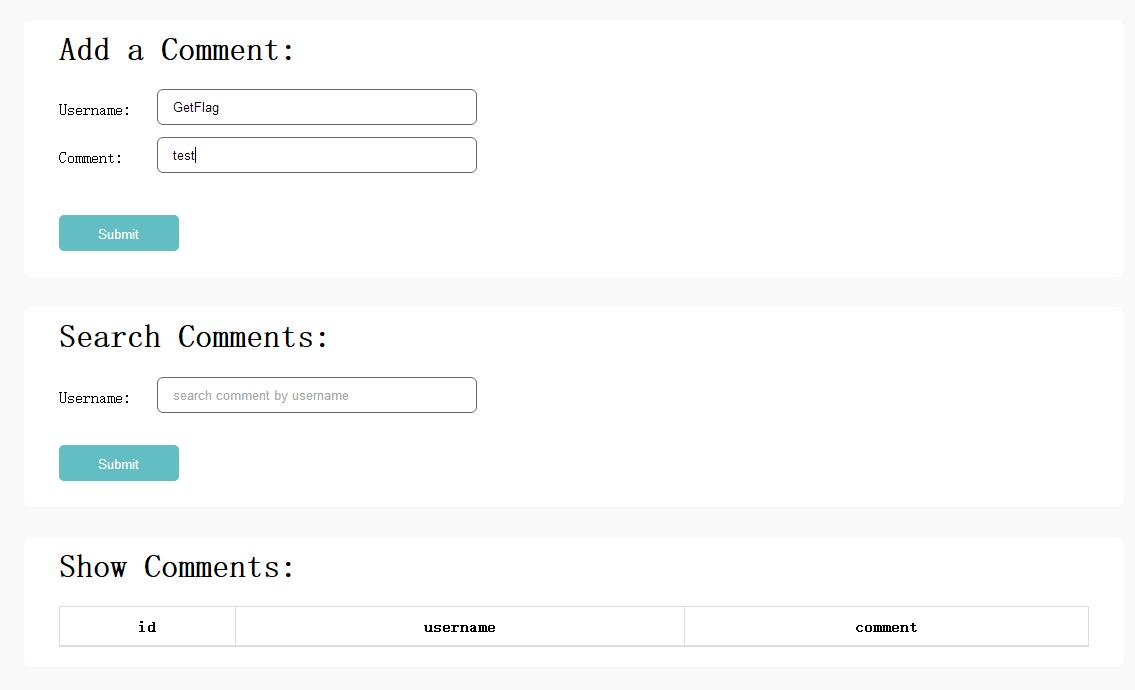 Add a Comment:
Username: GetFlag
Comment: test
Submit
Search Comments:
Username: search comment by username
Submit
Show Comments:
id username comment